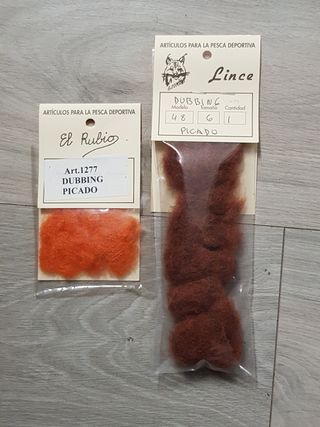 ARTÍCULOS PARA LA PESCA DEPORTIVA
El Rubio
Art.1277
DUBBING
PICADO
ARTÍCULOS PARA LA PESCA DEPORTIVA
Lince
DUBBING
Modelo Tamaño Cantidad
48 6 1
PICADO